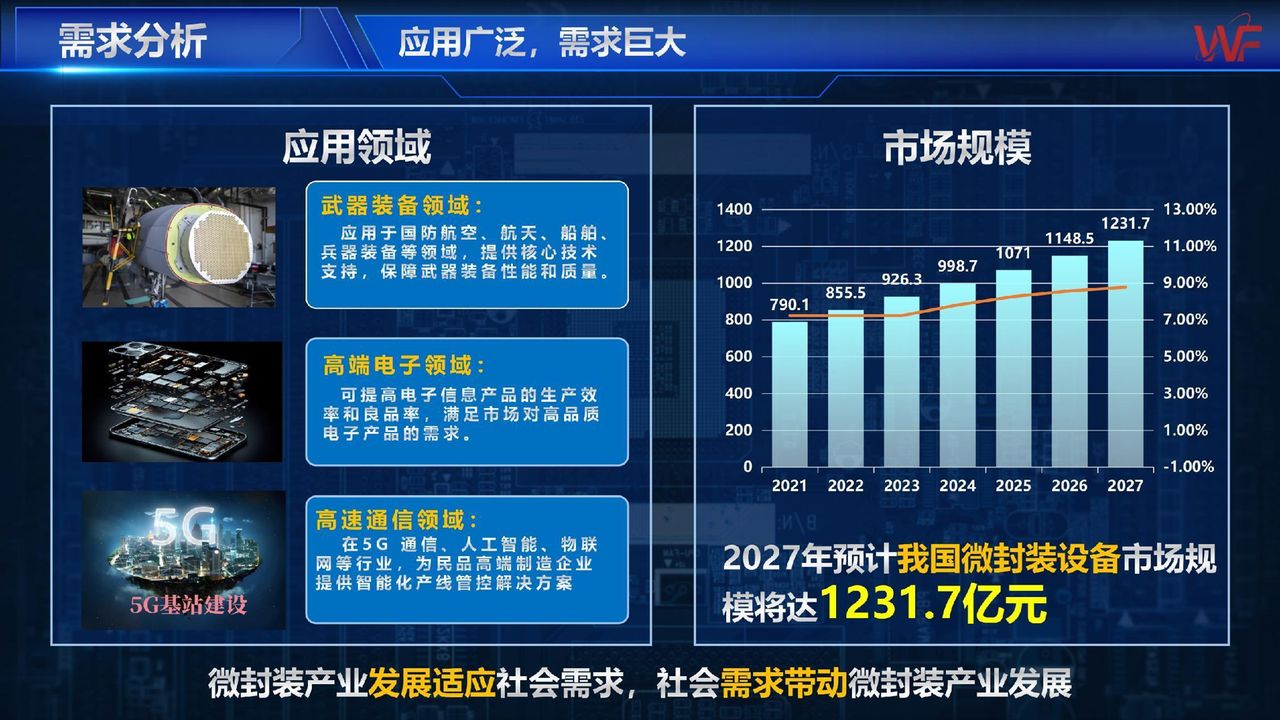 需求分析
应用广泛，需求巨大
WF
应用领域
武器装备领域：
应用于国防航空、航天、船舶、
兵器装备等领域，提供核心技术
支持，保障武器装备性能和质量。
高端电子领域：
可提高电子信息产品的生产效
率和良品率，满足市场对高品质
电子产品的需求。
5G
5G基站建设
高速通信领域：
在5G 通信、人工智能、物联
网等行业，为民品高端制造企业
提供智能化产线管控解决方案
市场规模
1400
1200
1000
800
600
400
200
0
790.1
855.5
926.3
998.7
1071
1148.5
1231.7
13.00%
11.00%
9.00%
7.00%
5.00%
3.00%
1.00%
-1.00%
2021 2022 2023 2024 2025 2026 2027
2027年预计我国微封装设备市场规
模将达1231.7亿元
微封装产业发展适应社会需求，社会需求带动微封装产业发展